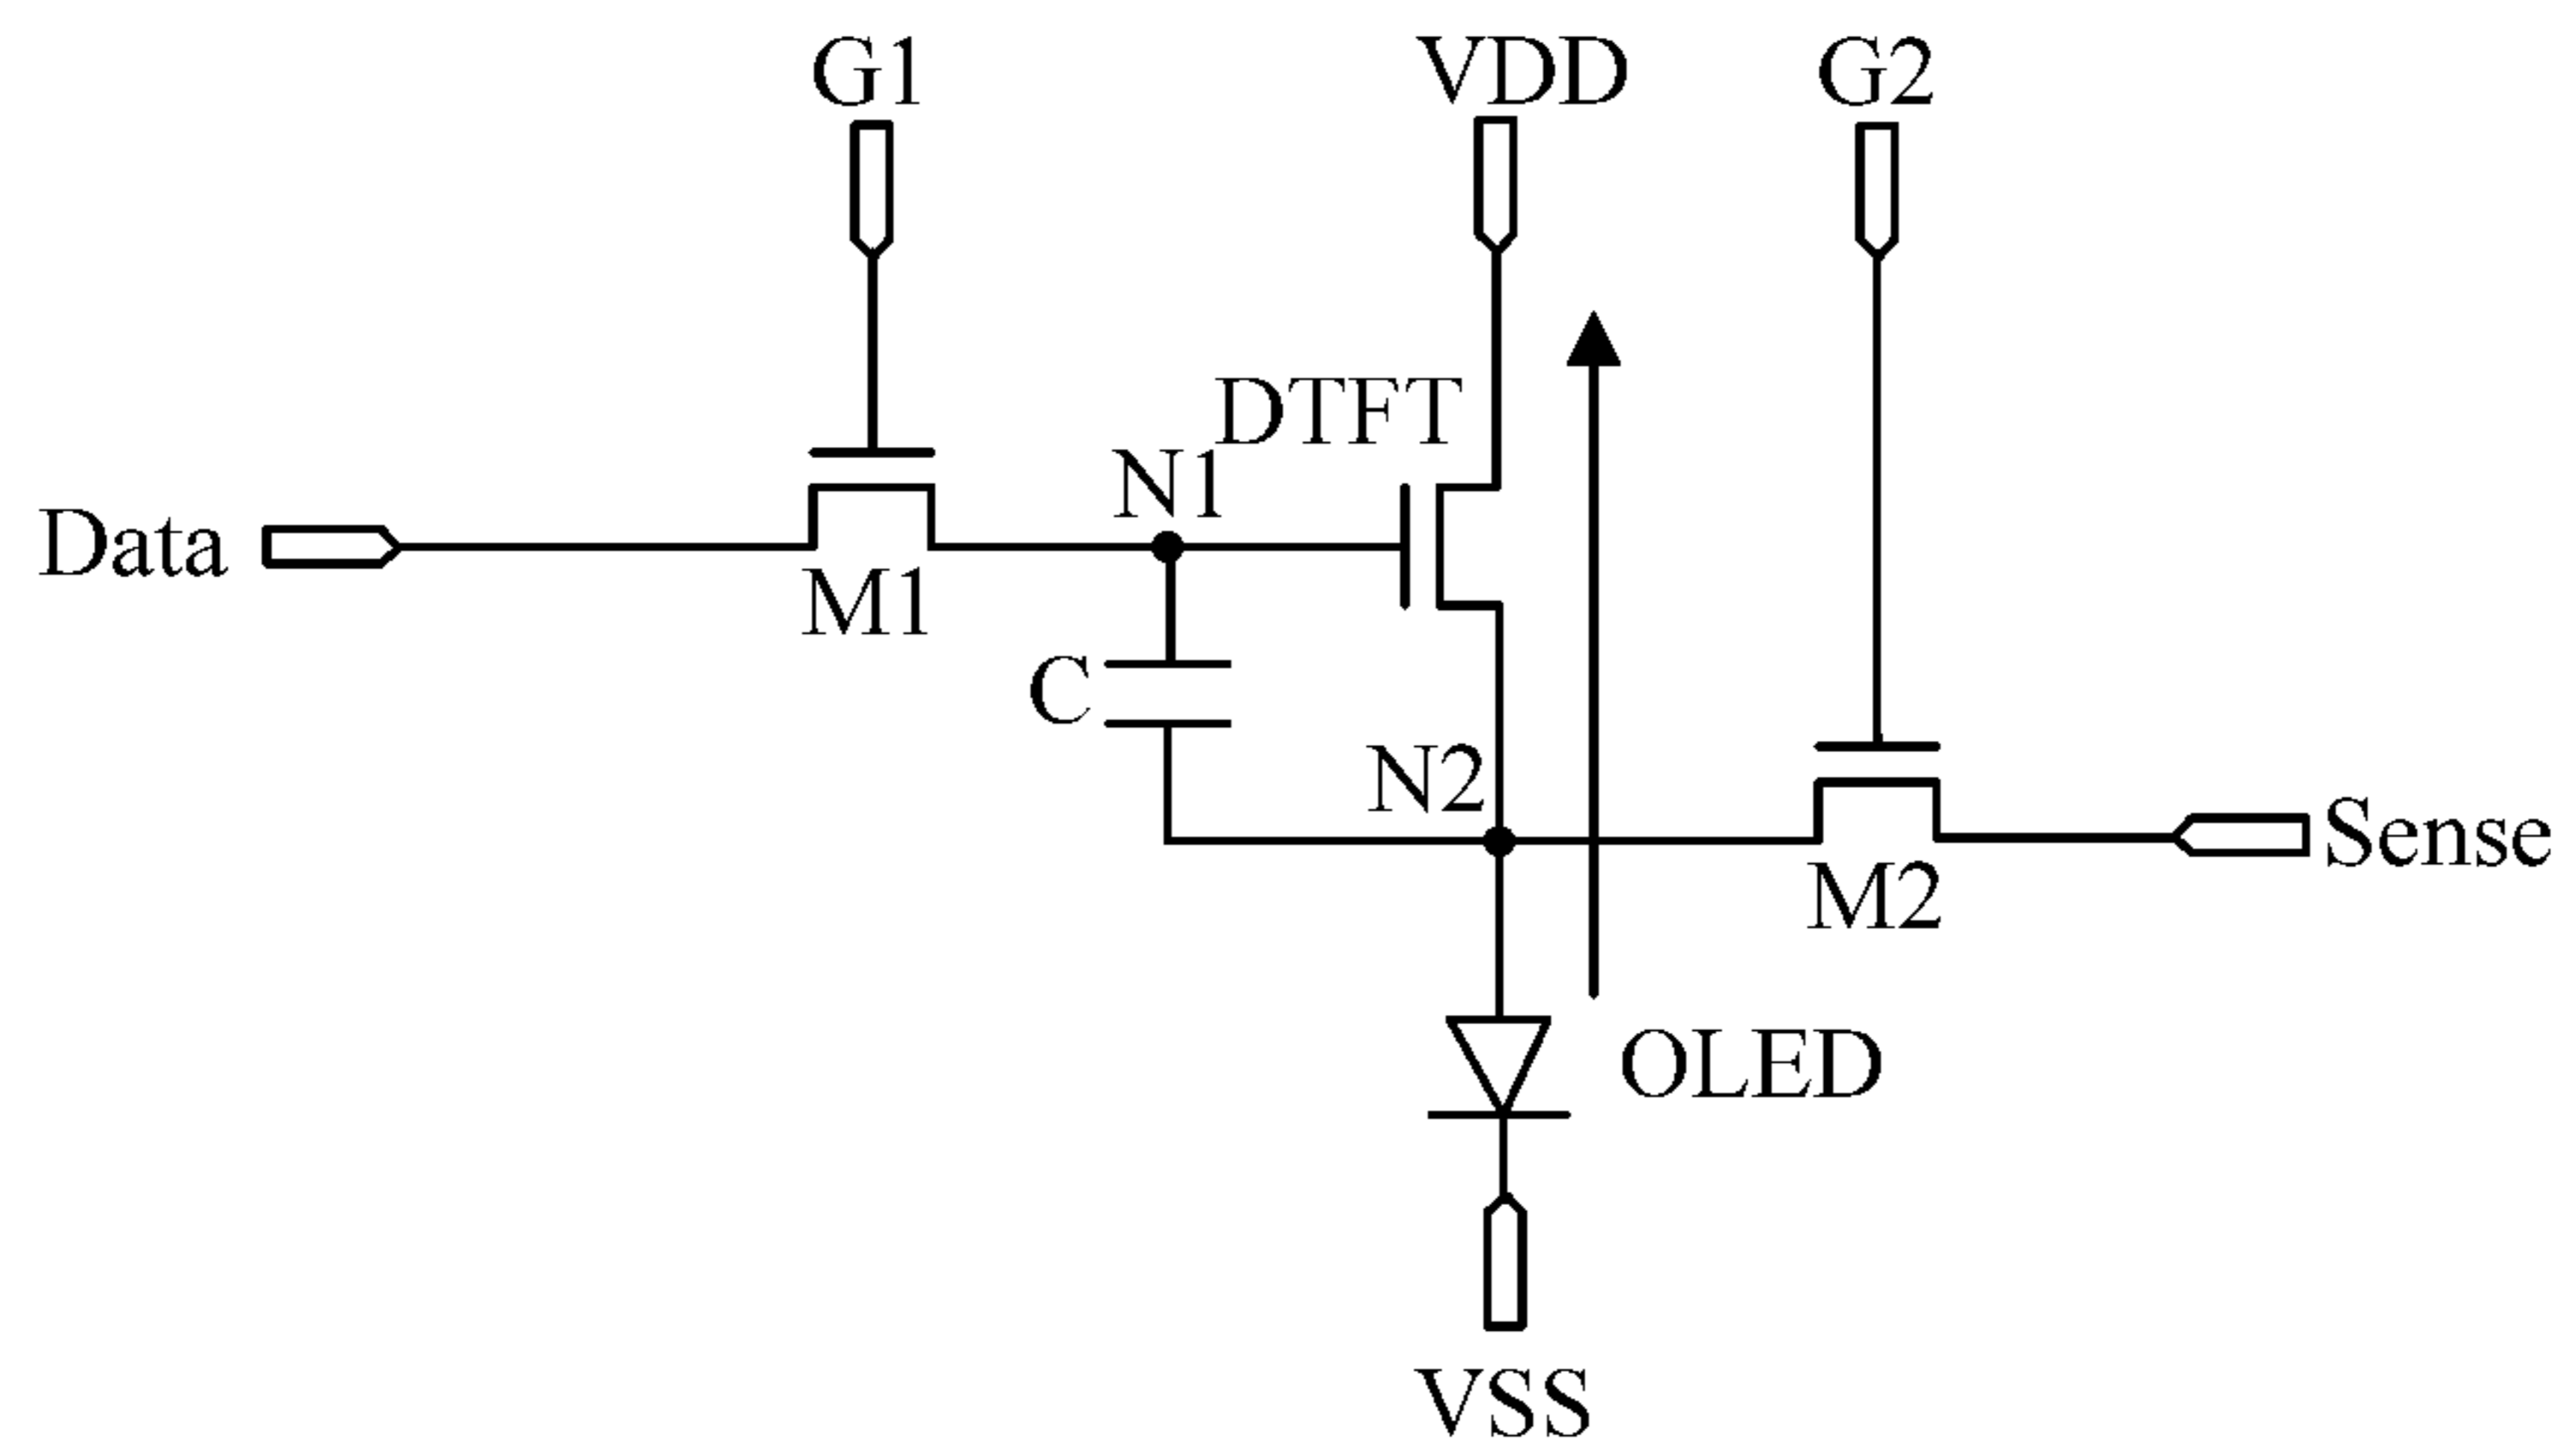 G1
VDD
G2
DTFT
N1
Data
M1
C
N2
Sense
M2
OLED
VSS